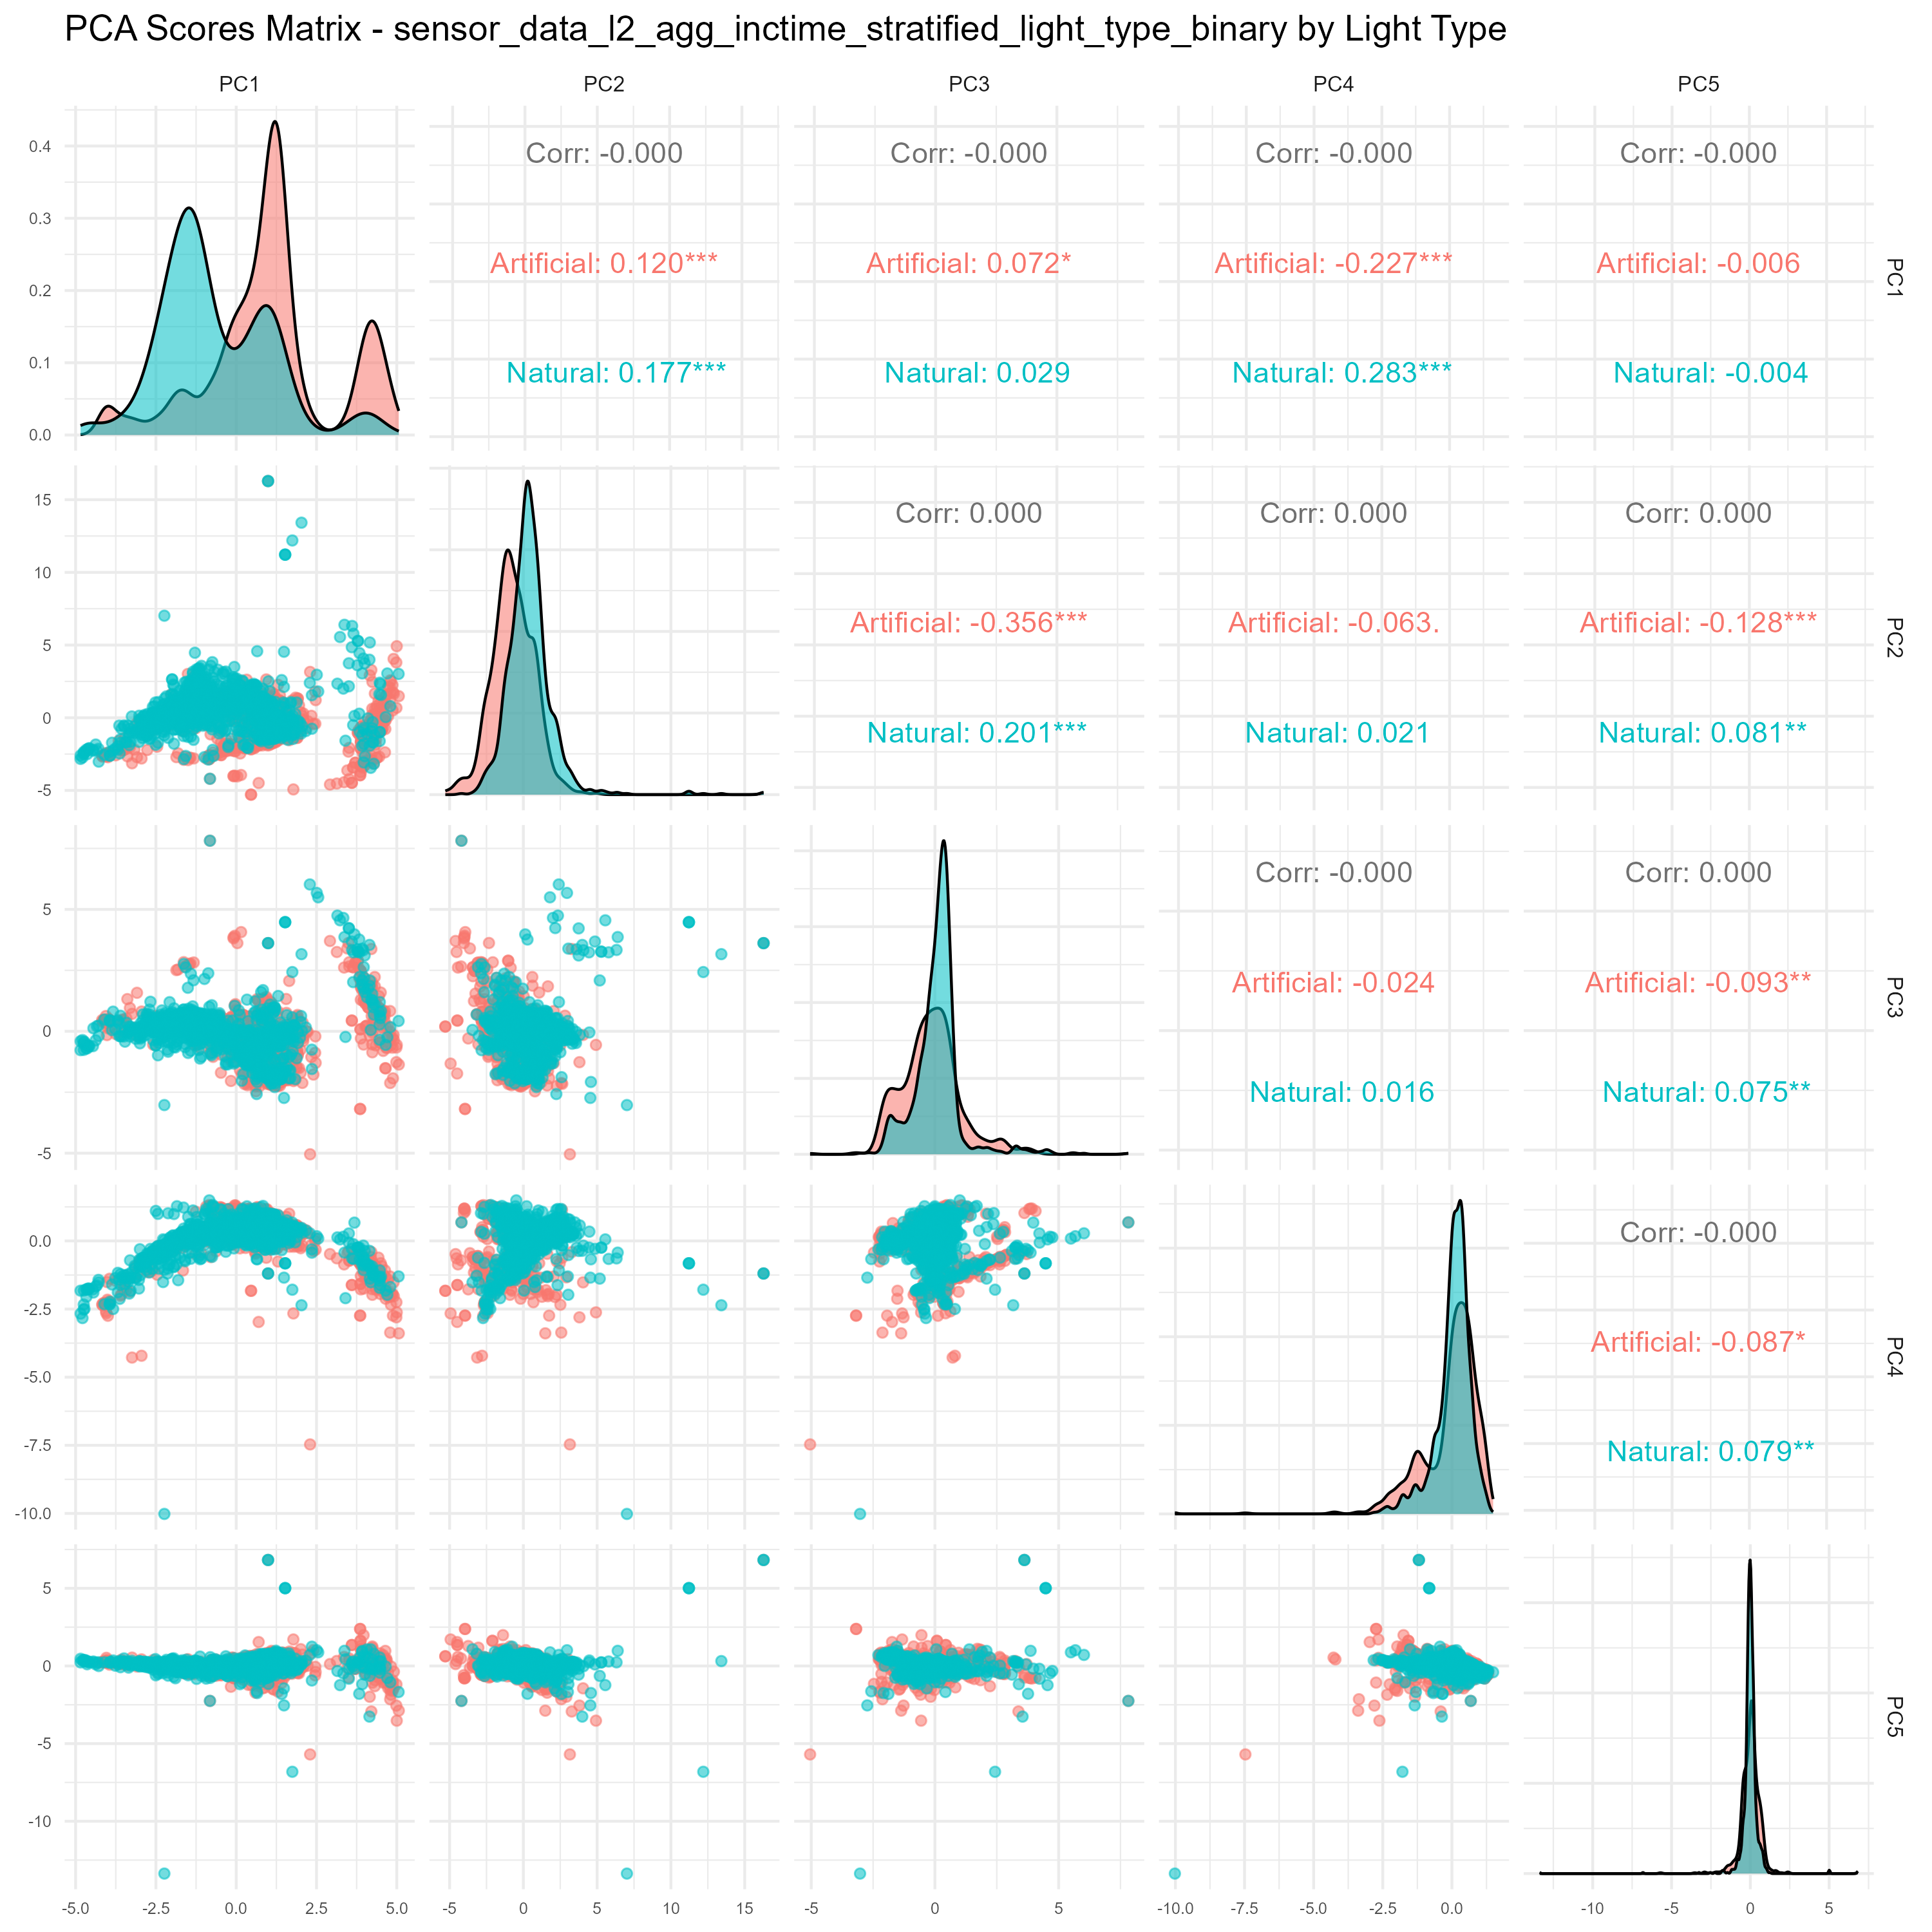 PCA Scores Matrix - sensor_data_l2_agg_inctime_stratified_light_type_binary by Light Type
PC1 PC2 PC3 PC4 PC5
0.4
0.3
0.2
0.1
0.0
Corr: -0.000
Artificial: 0.120***
Natural: 0.177***
Corr: -0.000
Artificial: 0.072*
Natural: 0.029
Corr: -0.000
Artificial: -0.227***
Natural: 0.283***
Corr: -0.000
Artificial: -0.006
Natural: -0.004
PC1
15
10
5
0
-5
Corr: 0.000
Artificial: -0.356***
Natural: 0.201***
Corr: 0.000
Artificial: -0.063.
Natural: 0.021
Corr: 0.000
Artificial: -0.128***
Natural: 0.081**
PC2
5
0
-5
Corr: -0.000
Artificial: -0.024
Natural: 0.016
Corr: 0.000
Artificial: -0.093**
Natural: 0.075**
PC3
0.0
-2.5
-5.0
-7.5
-10.0
Corr: -0.000
Artificial: -0.087*
Natural: 0.079**
PC4
5
0
-5
-10
PC5
-5.0 -2.5 0.0 2.5 5.0
-5 0 5 10 15
-5 0 5
-10.0 -7.5 -5.0 -2.5 0.0
-10 -5 0 5